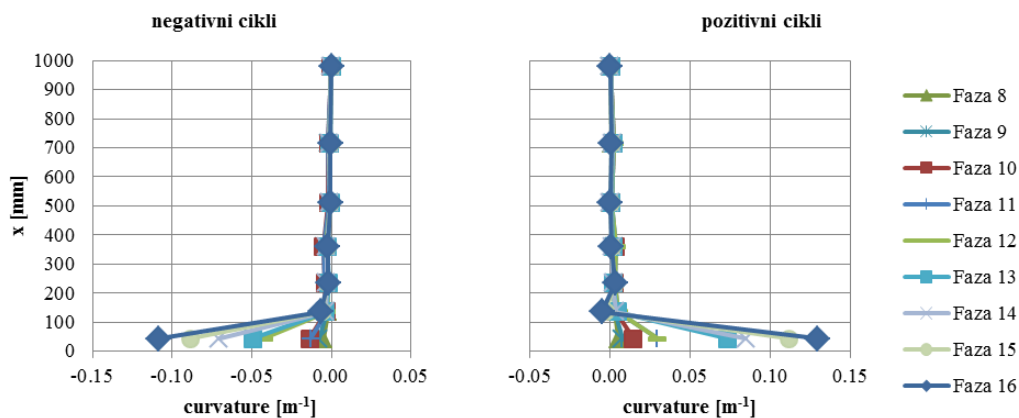 negativni cikli
pozitivni cikli
x [mm]
1000
900
800
700
600
500
400
300
200
100
0
-0.15 -0.10 -0.05 0.00 0.05
curvature [m⁻¹]
-0.05 0.00 0.05 0.10 0.15
curvature [m⁻¹]
Faza 8
Faza 9
Faza 10
Faza 11
Faza 12
Faza 13
Faza 14
Faza 15
Faza 16